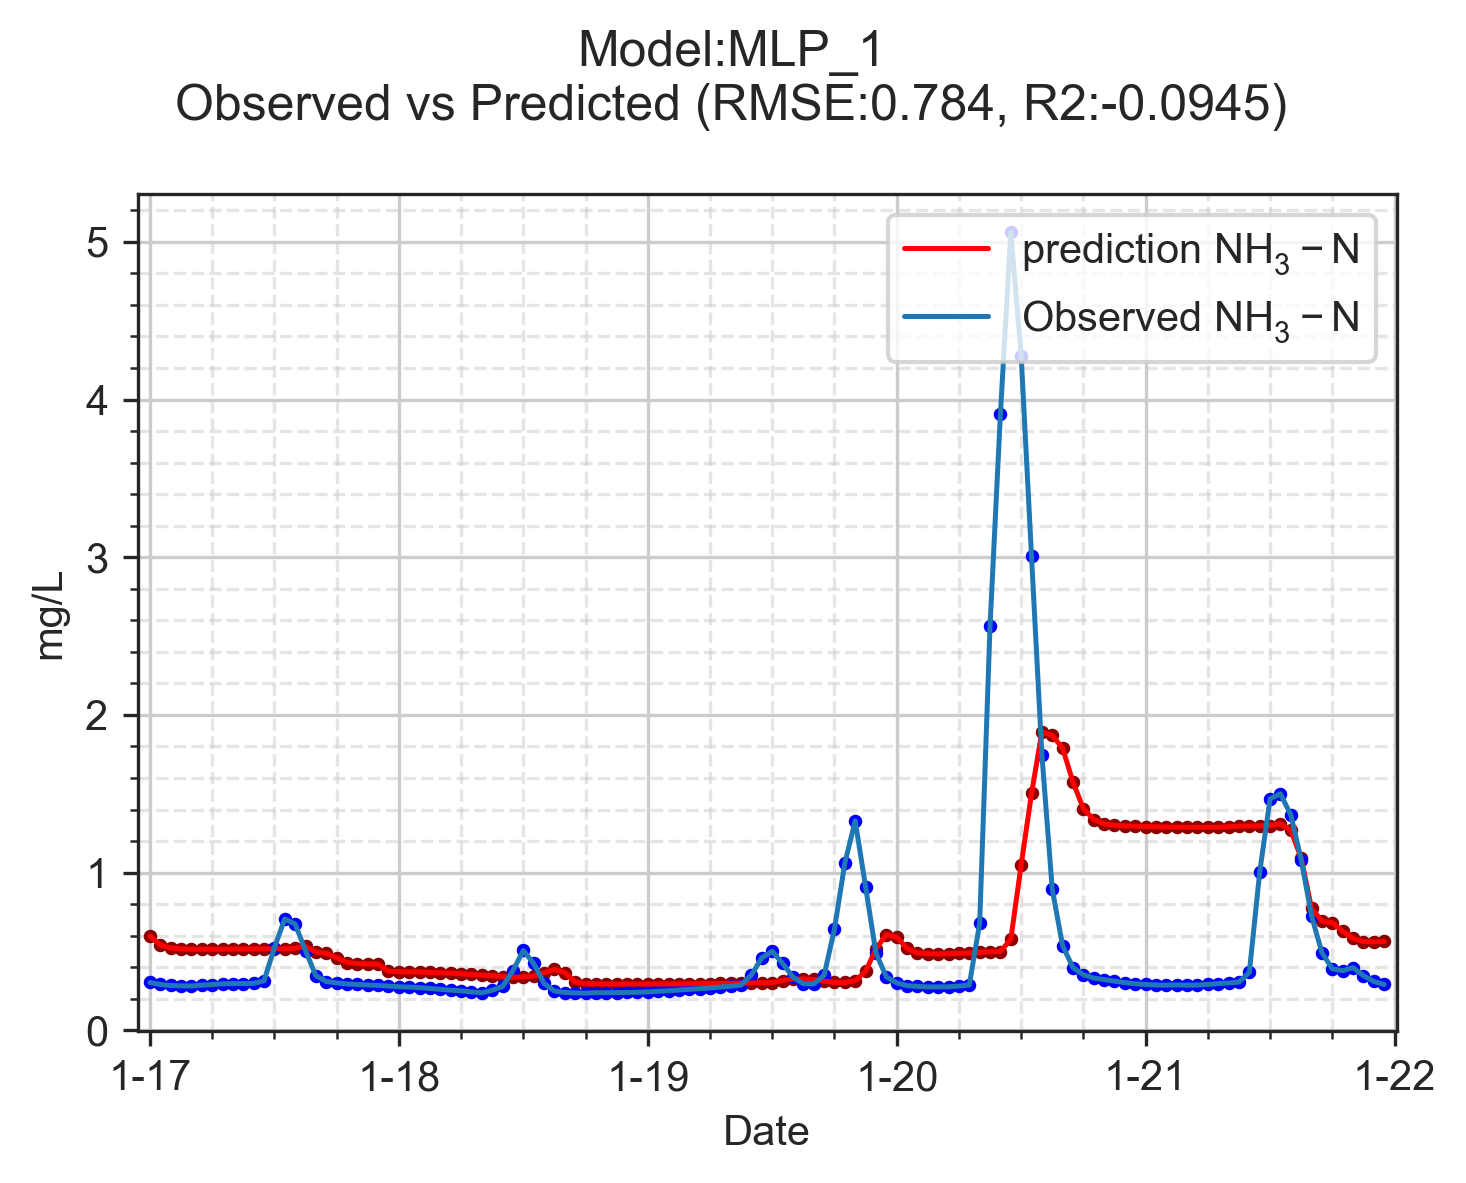 Model:MLP_1
Observed vs Predicted (RMSE:0.784, R2:-0.0945)
prediction NH₃ − N
Observed NH₃ − N
5
4
3
2
1
0
mg/L
1-17 1-18 1-19 1-20 1-21 1-22
Date